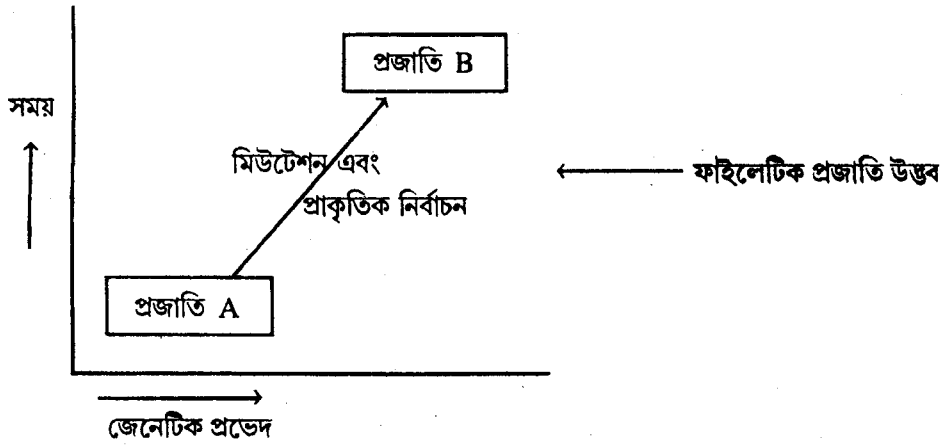 প্রজাতি B
সময়
মিউটেশন এবং
প্রাকৃতিক নির্বাচন
ফাইলেটিক প্রজাতি উদ্ভব
প্রজাতি A
জেনেটিক প্রভেদ